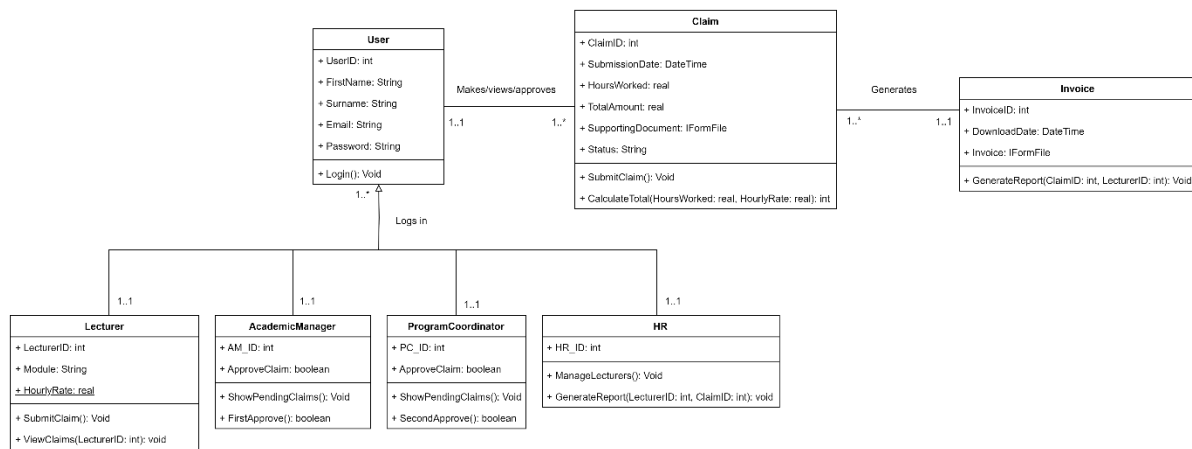 User
+ UserID: int
+ FirstName: String
+ Surname: String
+ Email: String
+ Password: String
+ Login(): Void
Makes/views/approves
1..1
1..*
Claim
+ ClaimID: int
+ SubmissionDate: DateTime
+ HoursWorked: real
+ TotalAmount: real
+ SupportingDocument: IFormFile
+ Status: String
+ SubmitClaim(): Void
+ CalculateTotal(HoursWorked: real, HourlyRate: real): int
Generates
1..*
1..1
Invoice
+ InvoiceID: int
+ DownloadDate: DateTime
+ Invoice: IFormFile
+ GenerateReport(ClaimID: int, LecturerID: int): Void
1..*
Logs in
1..1
1..1
1..1
1..1
Lecturer
+ LecturerID: int
+ Module: String
+ HourlyRate: real
+ SubmitClaim(): Void
+ ViewClaims(LecturerID: int): void
AcademicManager
+ AM_ID: int
+ ApproveClaim: boolean
+ ShowPendingClaims(): Void
+ FirstApprove(): boolean
ProgramCoordinator
+ PC_ID: int
+ ApproveClaim: boolean
+ ShowPendingClaims(): Void
+ SecondApprove(): boolean
HR
+ HR_ID: int
+ ManageLecturers(): Void
+ GenerateReport(LecturerID: int, ClaimID: int): void